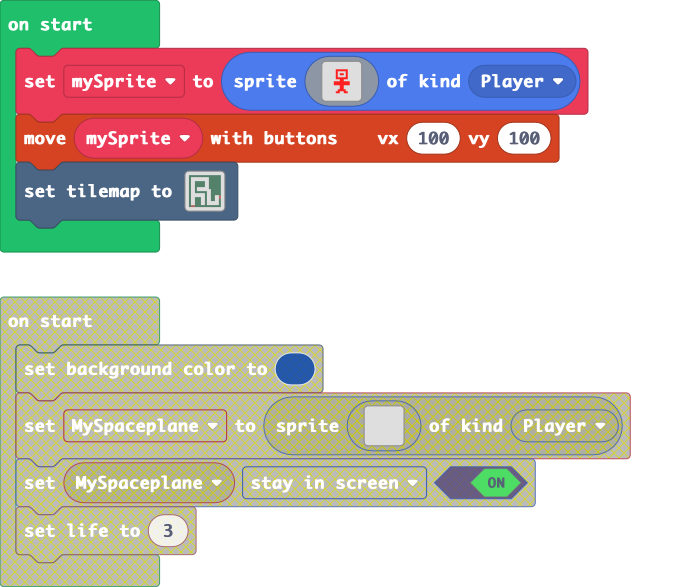 on start
set mySprite to sprite of kind Player
move mySprite with buttons vx 100 vy 100
set tilemap to
on start
set background color to
set MySpaceplane to sprite of kind Player
set MySpaceplane stay in screen ON
set life to 3